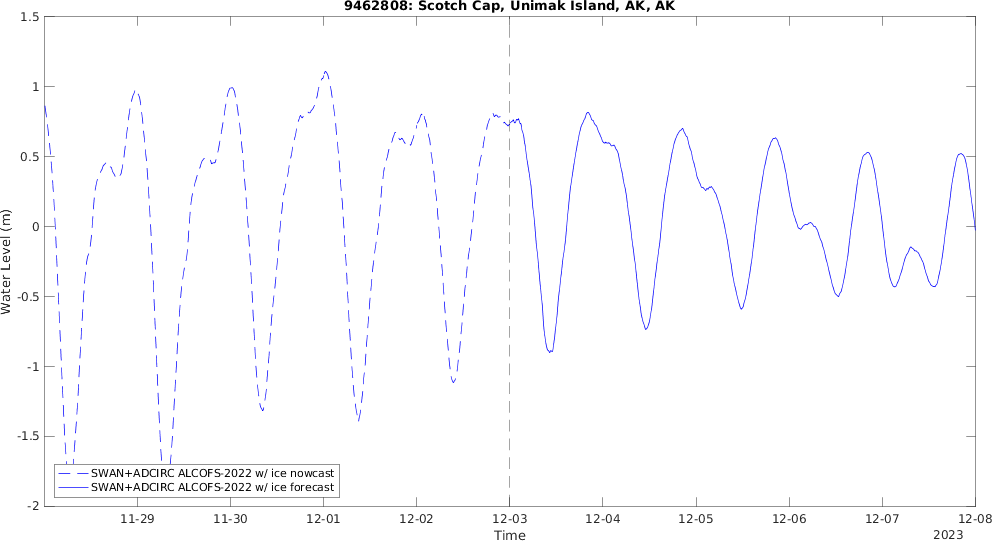 9462808: Scotch Cap, Unimak Island, AK, AK
1.5
1
0.5
0
-0.5
-1
-1.5
-2
Water Level (m)
SWAN+ADCIRC ALCOFS-2022 w/ ice nowcast
SWAN+ADCIRC ALCOFS-2022 w/ ice forecast
11-29 11-30 12-01 12-02 12-03 12-04 12-05 12-06 12-07 12-08
Time
2023